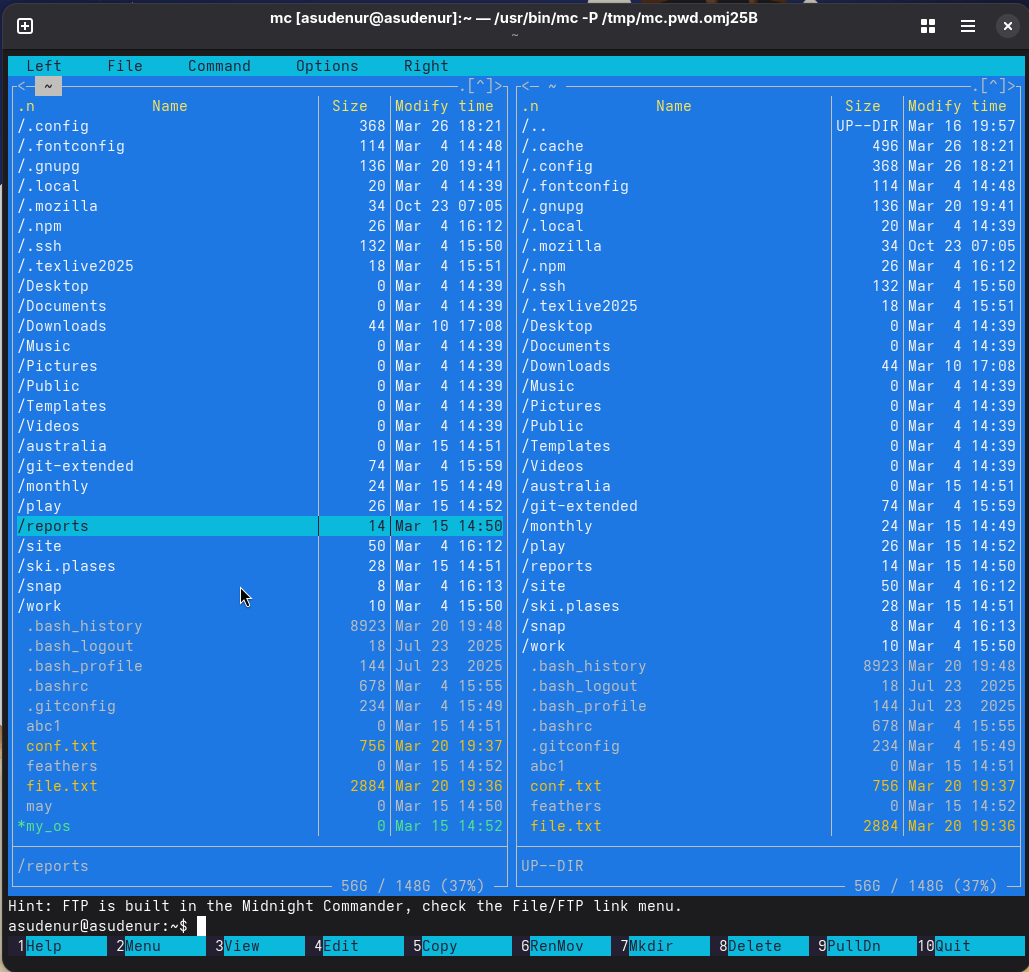 mc [asudenur@asudenur]:~ — /usr/bin/mc -P /tmp/mc.pwd.omj25B
~
Left File Command Options Right
<— ~ .[^]> <— ~ .[^]>
.n Name Size Modify time .n Name Size Modify time
/.config 368 Mar 26 18:21 /.. UP--DIR Mar 16 19:57
/.fontconfig 114 Mar 4 14:48 /.cache 496 Mar 26 18:21
/.gnupg 136 Mar 20 19:41 /.config 368 Mar 26 18:21
/.local 20 Mar 4 14:39 /.fontconfig 114 Mar 4 14:48
/.mozilla 34 Oct 23 07:05 /.gnupg 136 Mar 20 19:41
/.npm 26 Mar 4 16:12 /.local 20 Mar 4 14:39
/.ssh 132 Mar 4 15:50 /.mozilla 34 Oct 23 07:05
/.texlive2025 18 Mar 4 15:51 /.npm 26 Mar 4 16:12
/Desktop 0 Mar 4 14:39 /.ssh 132 Mar 4 15:50
/Documents 0 Mar 4 14:39 /.texlive2025 18 Mar 4 15:51
/Downloads 44 Mar 10 17:08 /Desktop 0 Mar 4 14:39
/Music 0 Mar 4 14:39 /Documents 0 Mar 4 14:39
/Pictures 0 Mar 4 14:39 /Downloads 44 Mar 10 17:08
/Public 0 Mar 4 14:39 /Music 0 Mar 4 14:39
/Templates 0 Mar 4 14:39 /Pictures 0 Mar 4 14:39
/Videos 0 Mar 4 14:39 /Public 0 Mar 4 14:39
/australia 0 Mar 15 14:51 /Templates 0 Mar 4 14:39
/git-extended 74 Mar 4 15:59 /Videos 0 Mar 4 14:39
/monthly 24 Mar 15 14:49 /australia 0 Mar 15 14:51
/play 26 Mar 15 14:52 /git-extended 74 Mar 4 15:59
/reports 14 Mar 15 14:50 /monthly 24 Mar 15 14:49
/site 50 Mar 4 16:12 /play 26 Mar 15 14:52
/ski.plases 28 Mar 15 14:51 /reports 14 Mar 15 14:50
/snap 8 Mar 4 16:13 /site 50 Mar 4 16:12
/work 10 Mar 4 15:50 /ski.plases 28 Mar 15 14:51
.bash_history 8923 Mar 20 19:48 /snap 8 Mar 4 16:13
.bash_logout 18 Jul 23 2025 /work 10 Mar 4 15:50
.bash_profile 144 Jul 23 2025 .bash_history 8923 Mar 20 19:48
.bashrc 678 Mar 4 15:55 .bash_logout 18 Jul 23 2025
.gitconfig 234 Mar 4 15:49 .bash_profile 144 Jul 23 2025
abc1 0 Mar 15 14:51 .bashrc 678 Mar 4 15:55
conf.txt 756 Mar 20 19:37 .gitconfig 234 Mar 4 15:49
feathers 0 Mar 15 14:52 abc1 0 Mar 15 14:51
file.txt 2884 Mar 20 19:36 conf.txt 756 Mar 20 19:37
may 0 Mar 15 14:50 feathers 0 Mar 15 14:52
*my_os 0 Mar 15 14:52 file.txt 2884 Mar 20 19:36
/reports UP--DIR
56G / 148G (37%) 56G / 148G (37%)
Hint: FTP is built in the Midnight Commander, check the File/FTP link menu.
asudenur@asudenur:~$
1Help 2Menu 3View 4Edit 5Copy 6RenMov 7Mkdir 8Delete 9PullDn 10Quit